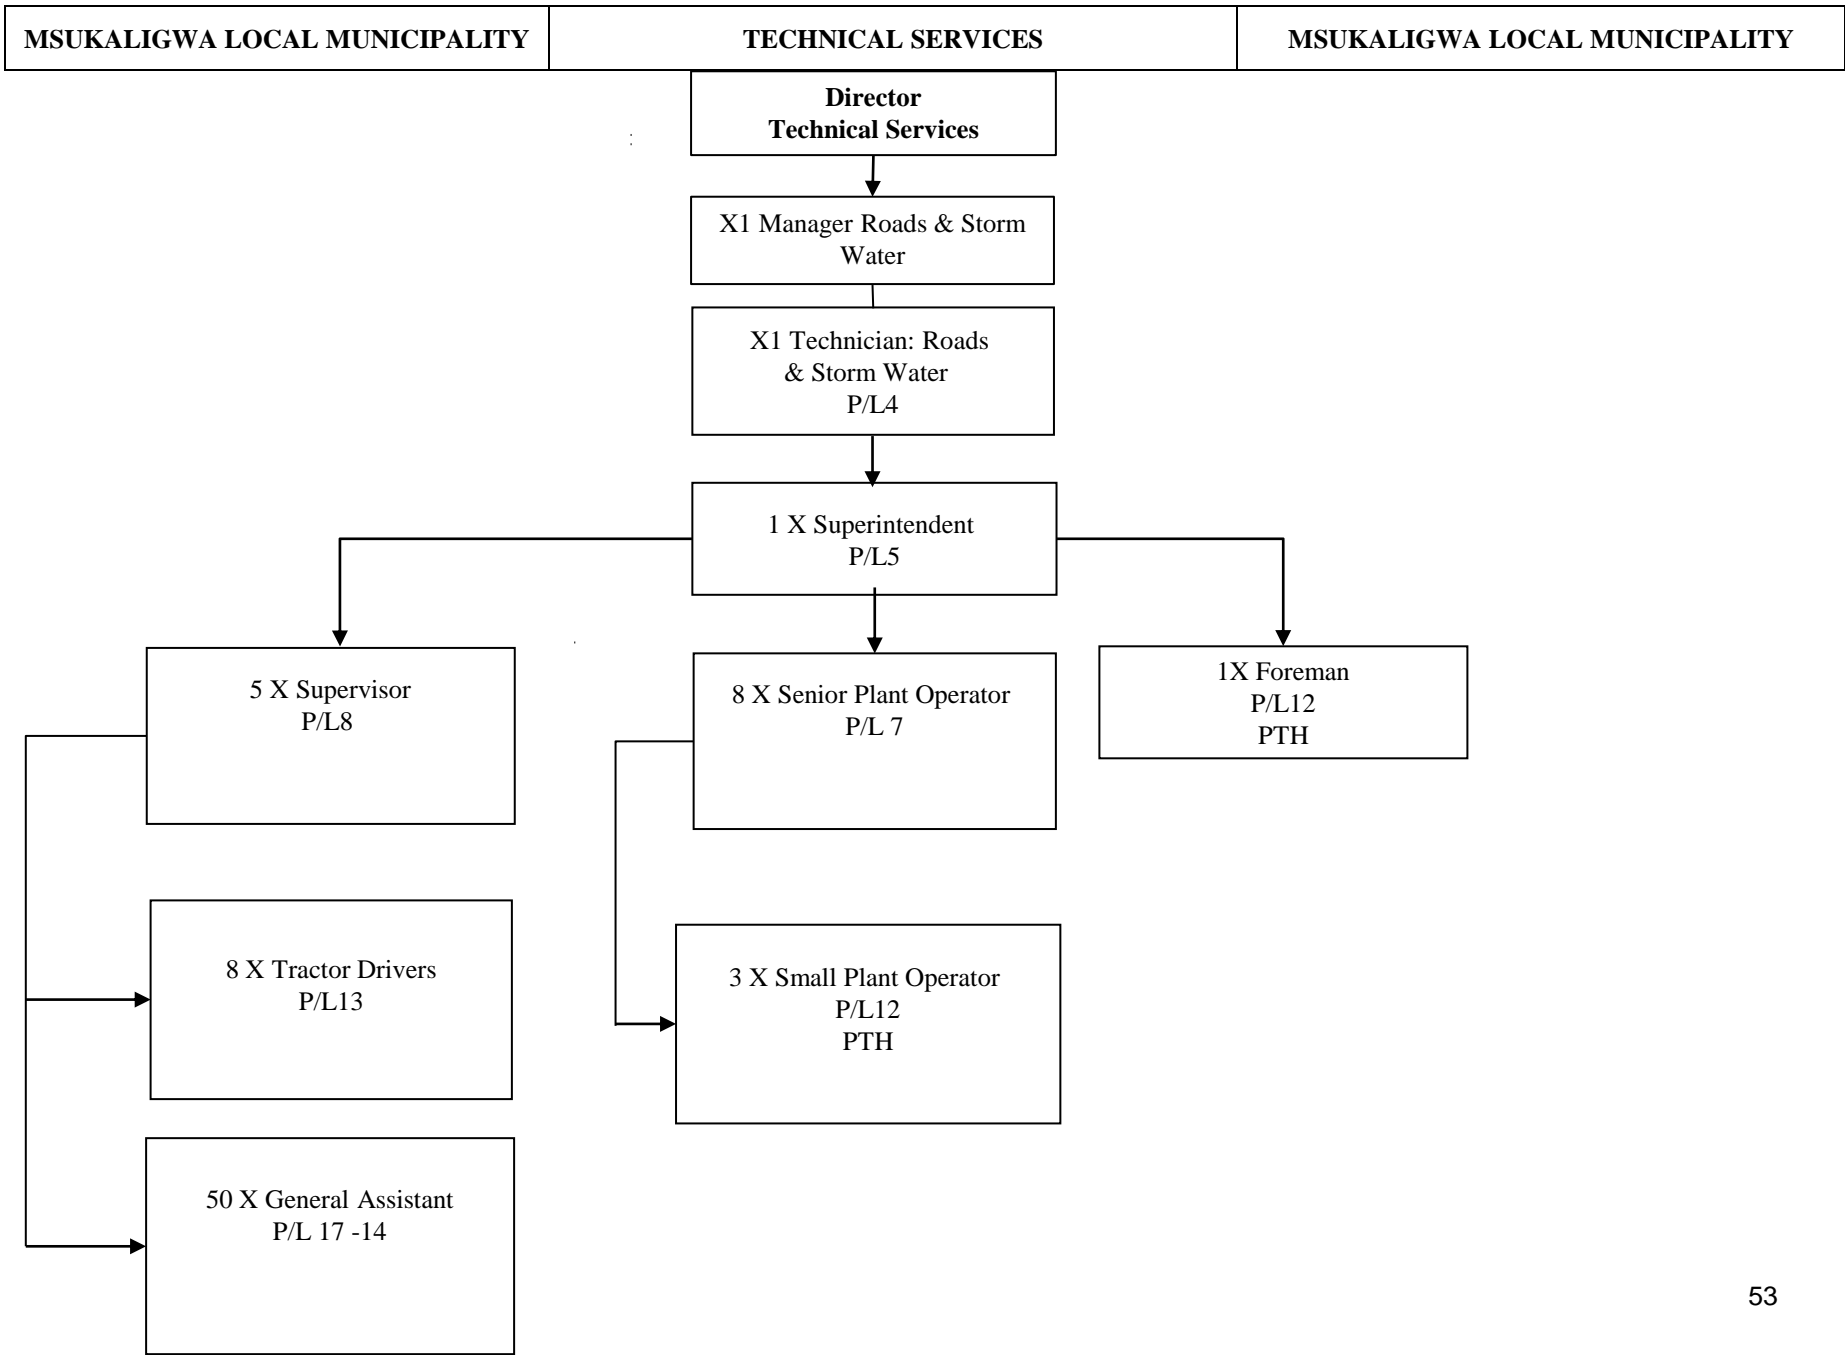 MSUKALIGWA LOCAL MUNICIPALITY
TECHNICAL SERVICES
MSUKALIGWA LOCAL MUNICIPALITY
Director
Technical Services
X1 Manager Roads & Storm
Water
X1 Technician: Roads
& Storm Water
P/L4
1 X Superintendent
P/L5
5 X Supervisor
P/L8
8 X Senior Plant Operator
P/L 7
1X Foreman
P/L12
PTH
8 X Tractor Drivers
P/L13
3 X Small Plant Operator
P/L12
PTH
50 X General Assistant
P/L 17 -14
53